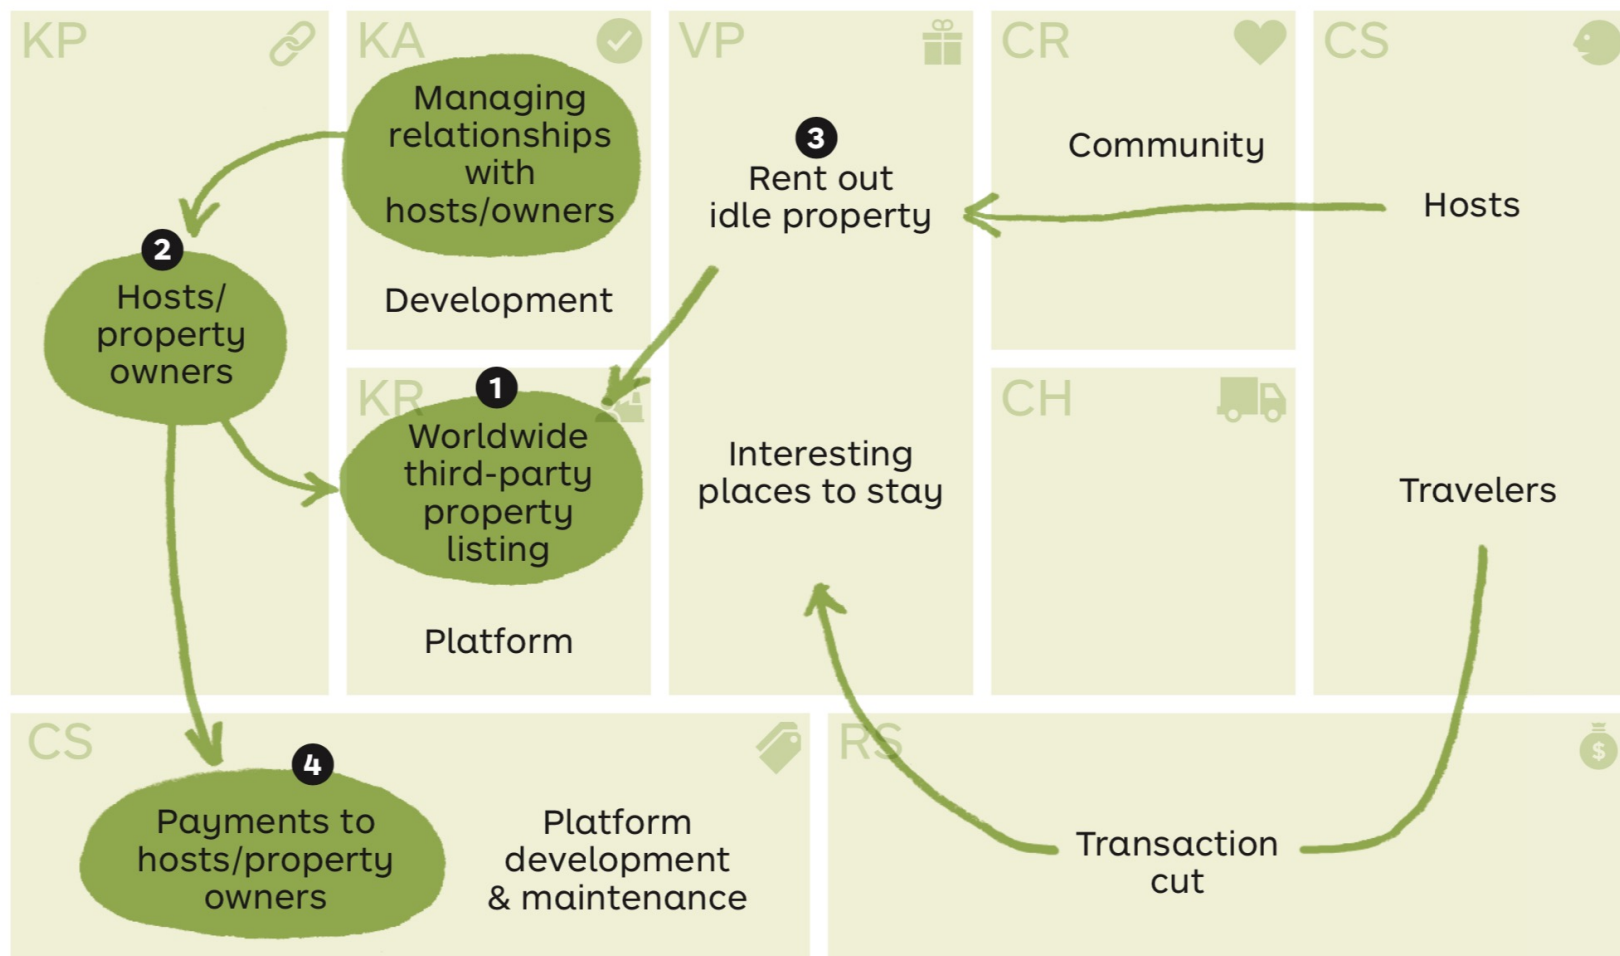 KP
2
Hosts/
property
owners
KA
Managing
relationships
with
hosts/owners
Development
KR
1
Worldwide
third-party
property
listing
Platform
VP
3
Rent out
idle property
Interesting
places to stay
CR
Community
CH
CS
Hosts
Travelers
CS
4
Payments to
hosts/property
owners
Platform
development
& maintenance
RS
$
Transaction
cut